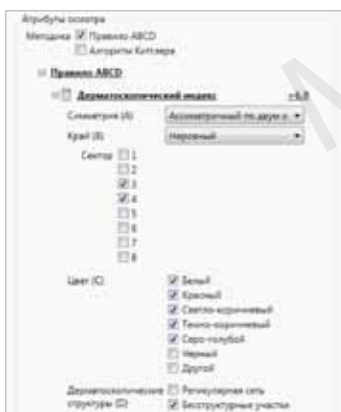 Атрибуты осмотра
Методика Правило ABCD
Алгоритм Киттлера
Правило ABCD
Дерматоскопический индекс >6,0
Симметрия (A) Ассиметричный по двум о
Край (B) Неровный
Сектор 1
2
3
4
5
6
7
8
Цвет (C) Белый
Красный
Светло-коричневый
Темно-коричневый
Серо-голубой
Черный
Другой
Дерматоскопические Ретикулярная сеть
структуры (D) Бесструктурные участки